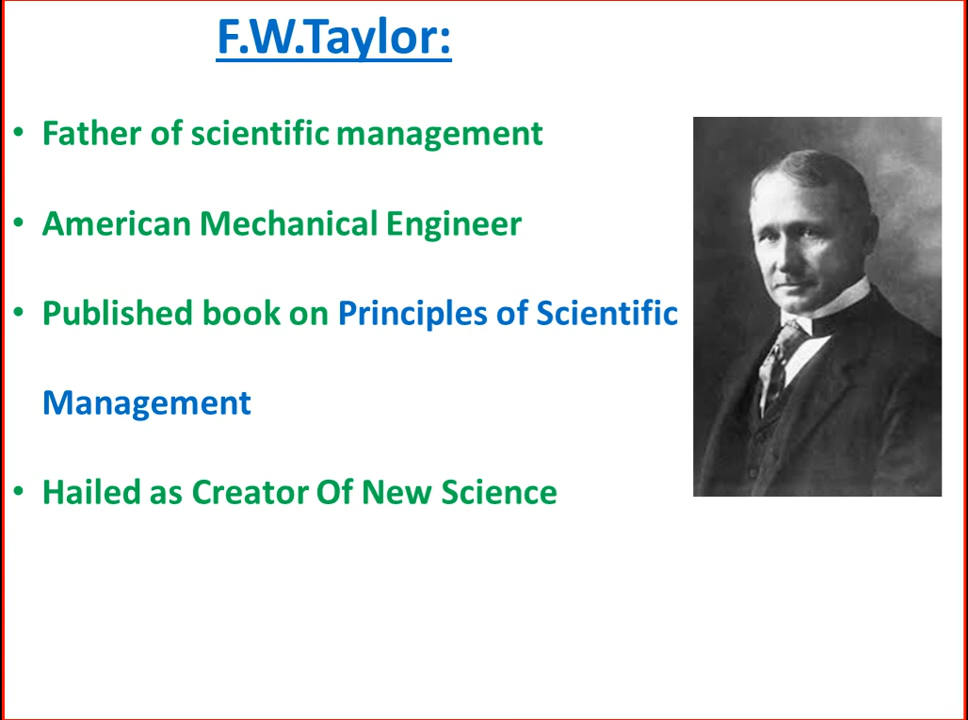 F.W.Taylor:
• Father of scientific management
• American Mechanical Engineer
• Published book on Principles of Scientific
Management
• Hailed as Creator Of New Science